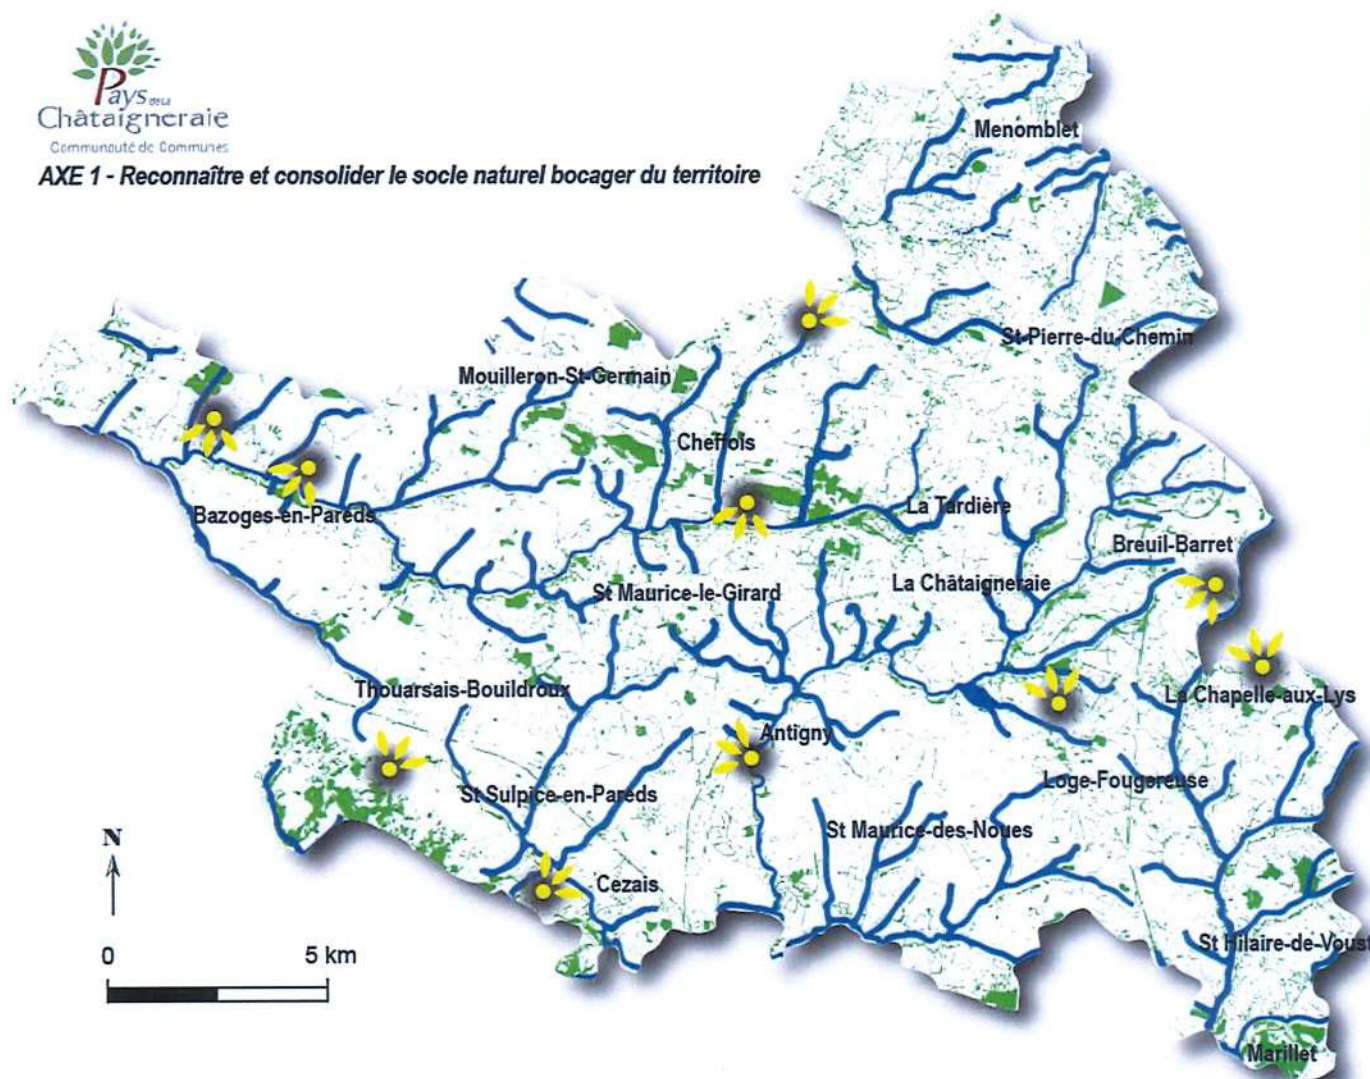 Pays de la
Châtaigneraie
Communauté de Communes
AXE 1 - Reconnaître et consolider le socle naturel bocager du territoire
Menomblet
St-Pierre-du-Chemin
Mouilleron-St-Germain
Cheffois
Bazoges-en-Pareds
La Tardière
Breuil-Barret
St Maurice-le-Girard
La Châtaigneraie
Thouarsais-Bouildroux
La Chapelle-aux-Lys
Antigny
Loge-Fougereuse
St Sulpice-en-Pareds
St Maurice-des-Noues
N
Cezais
St Hilaire-de-Voust
0 5 km
Marillet